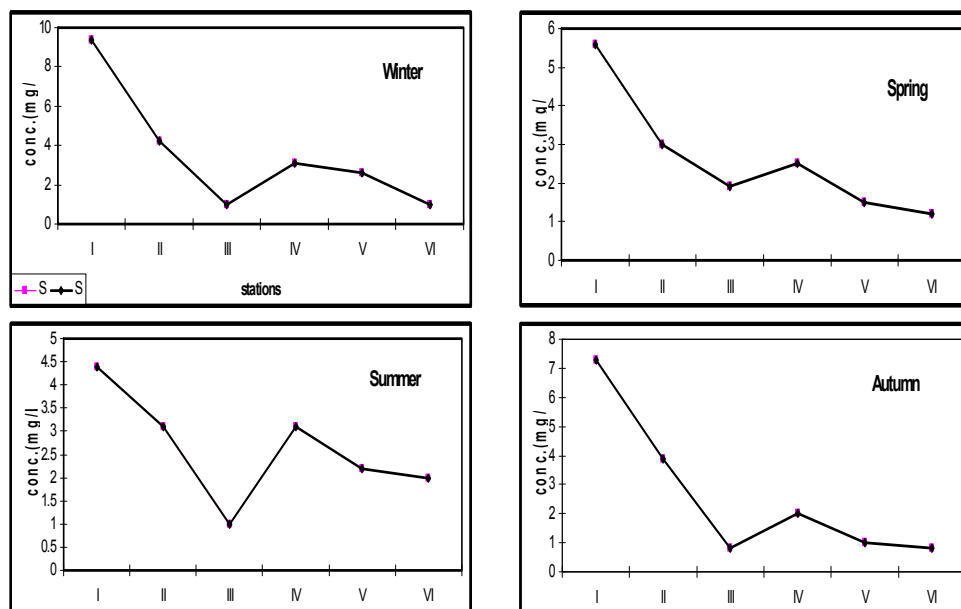 Winter
conc.(mg/
10
8
6
4
2
0
I II III IV V VI
S S
stations
Spring
conc.(mg/
6
5
4
3
2
1
0
I II III IV V VI
Summer
conc.(mg/l
5
4.5
4
3.5
3
2.5
2
1.5
1
0.5
0
I II III IV V VI
Autumn
conc.(mg/
8
7
6
5
4
3
2
1
0
I II III IV V VI